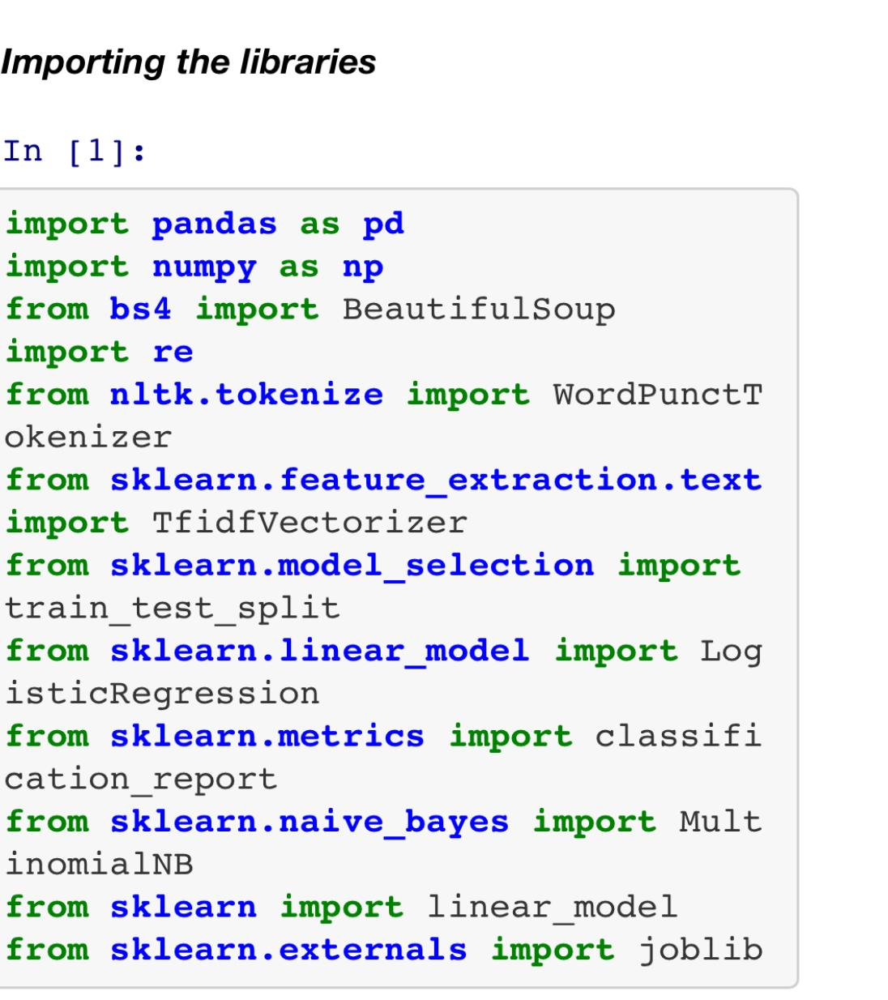 Importing the libraries
In [1]:
import pandas as pd
import numpy as np
from bs4 import BeautifulSoup
import re
from nltk.tokenize import WordPunctT
okenizer
from sklearn.feature_extraction.text
import TfidfVectorizer
from sklearn.model_selection import
train_test_split
from sklearn.linear_model import Log
isticRegression
from sklearn.metrics import classifi
cation_report
from sklearn.naive_bayes import Mult
inomialNB
from sklearn import linear_model
from sklearn.externals import joblib